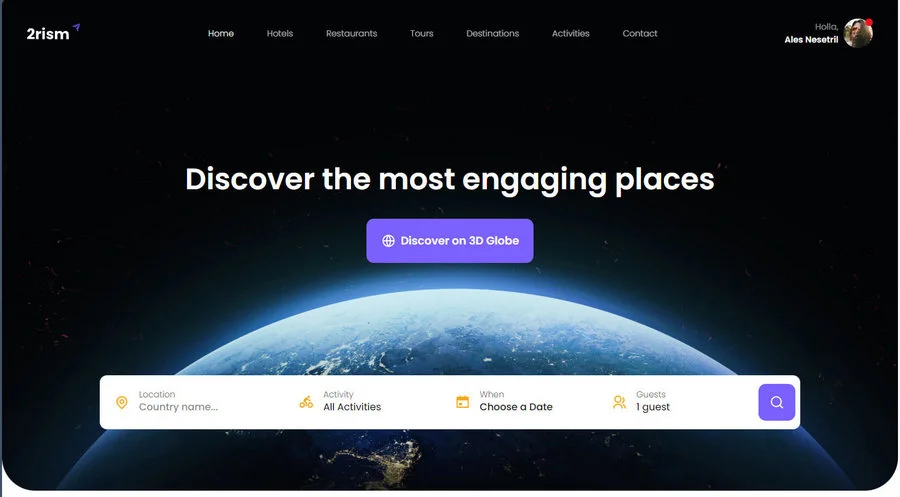 2rism
Home Hotels Restaurants Tours Destinations Activities Contact
Holla,
Ales Nesetril
Discover the most engaging places
Discover on 3D Globe
Location
Country name...
Activity
All Activities
When
Choose a Date
Guests
1 guest